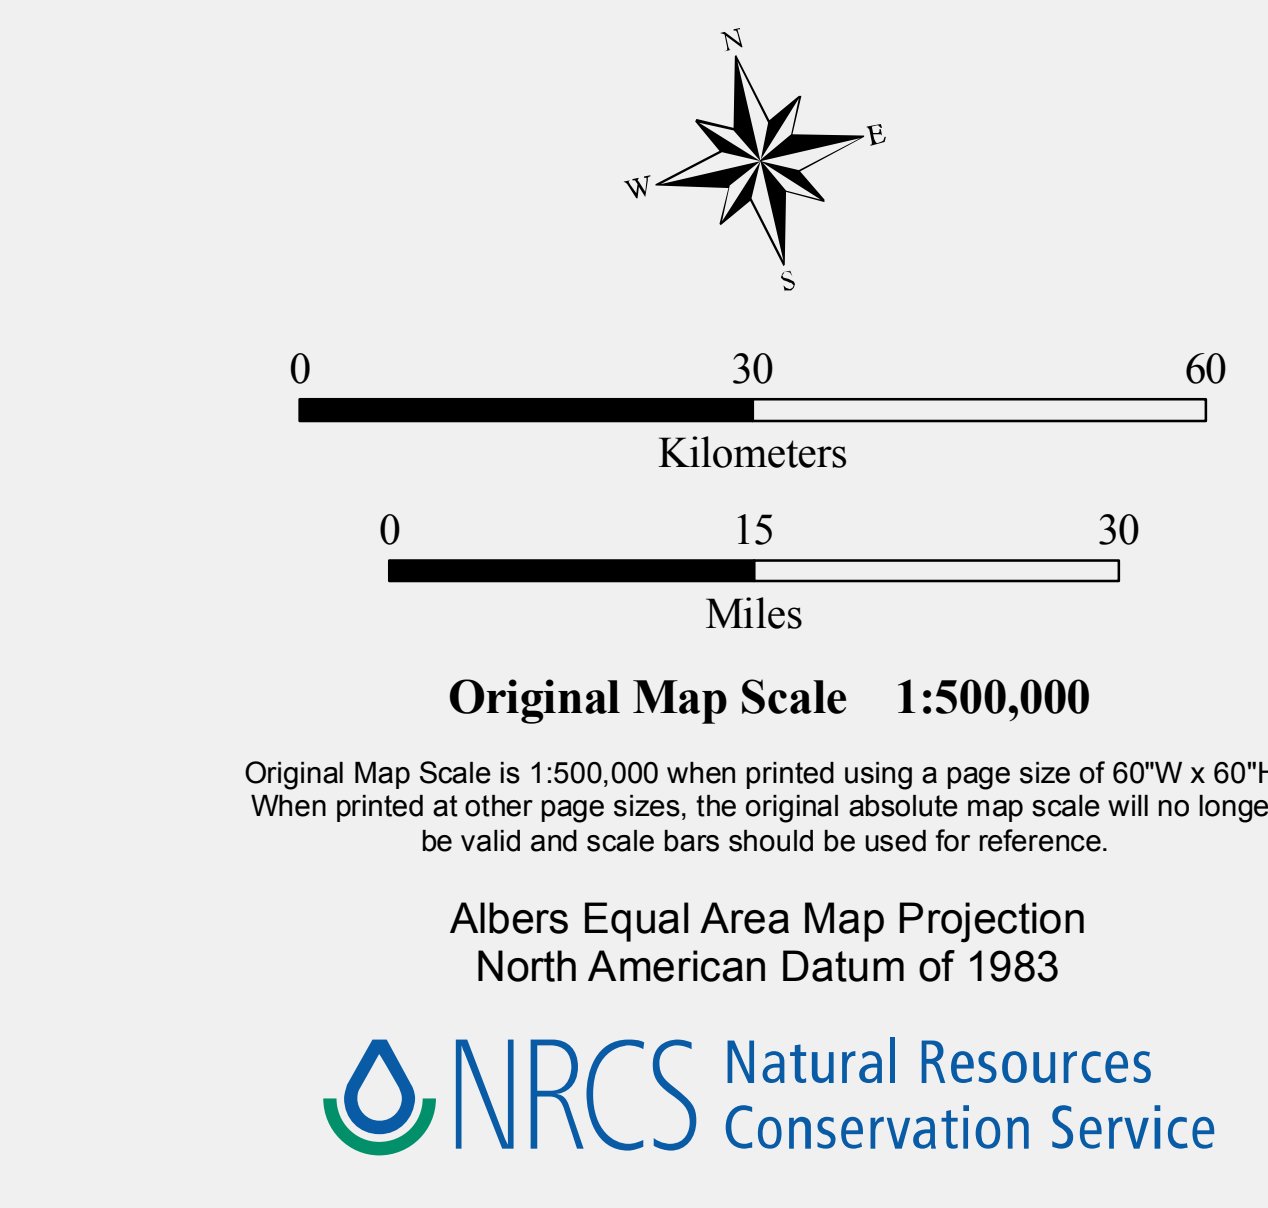 N
E
W
S
0 30 60
Kilometers
0 15 30
Miles
Original Map Scale 1:500,000
Original Map Scale is 1:500,000 when printed using a page size of 60"W x 60"H
When printed at other page sizes, the original absolute map scale will no longe
be valid and scale bars should be used for reference.
Albers Equal Area Map Projection
North American Datum of 1983
NRCS Natural Resources
Conservation Service